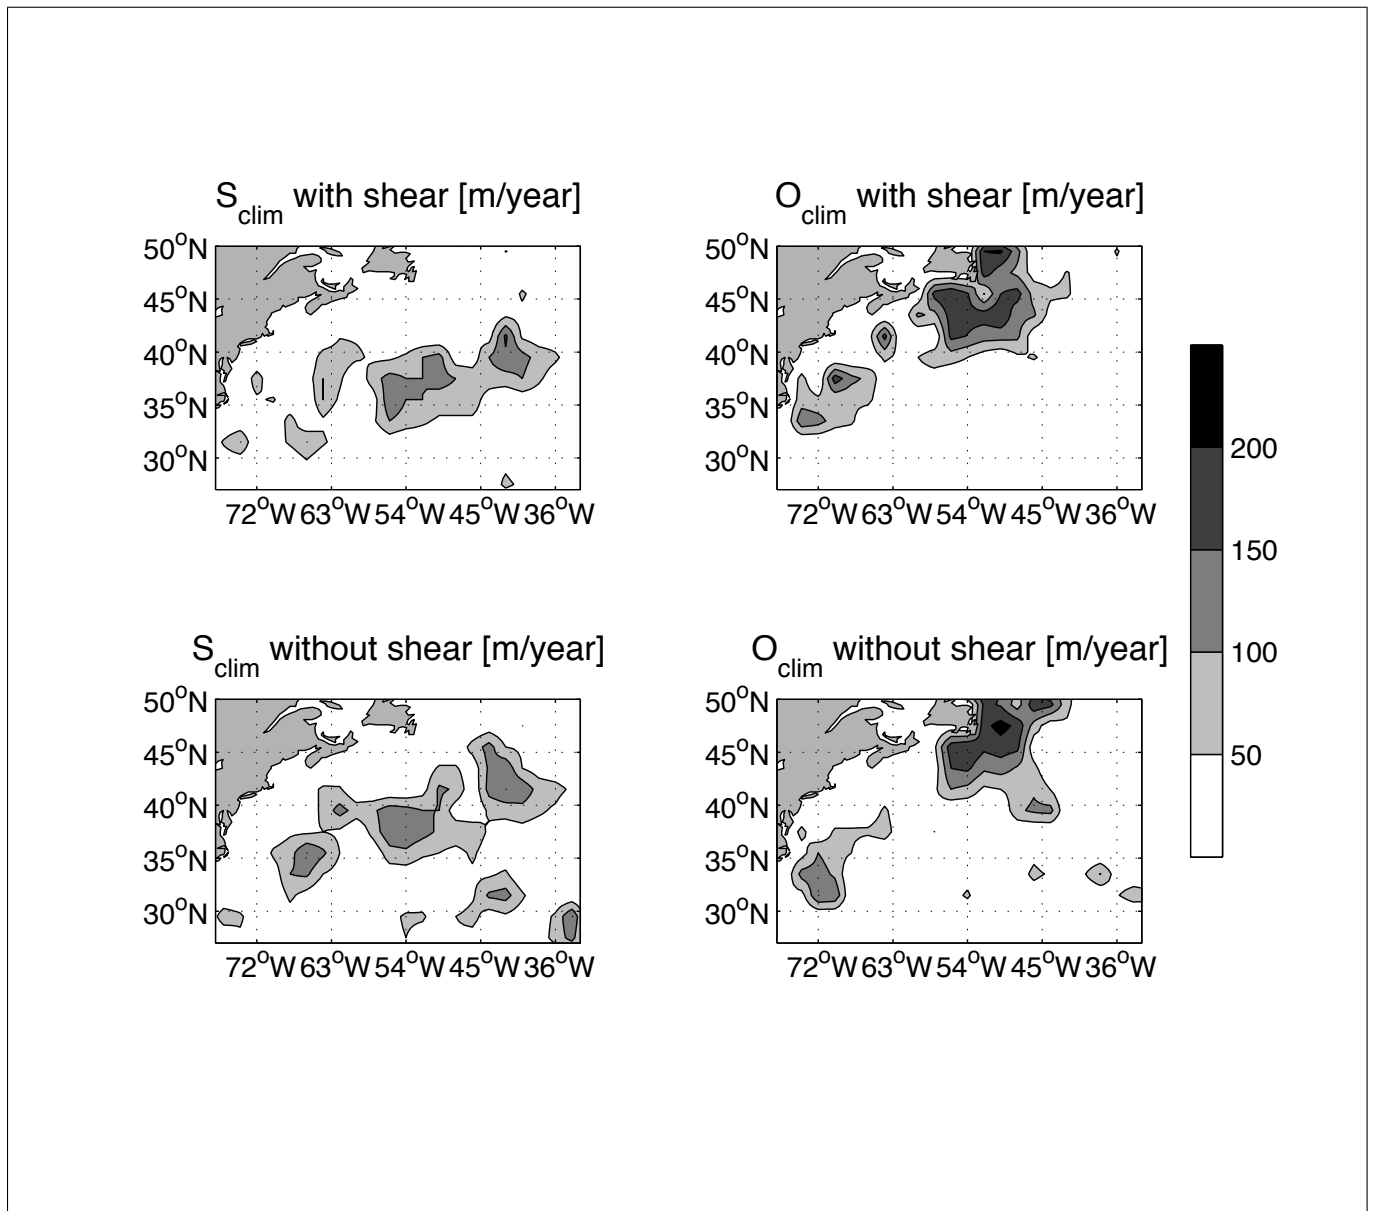 S_clim with shear [m/year]
50°N
45°N
40°N
35°N
30°N
72°W 63°W 54°W 45°W 36°W
O_clim with shear [m/year]
50°N
45°N
40°N
35°N
30°N
72°W 63°W 54°W 45°W 36°W
S_clim without shear [m/year]
50°N
45°N
40°N
35°N
30°N
72°W 63°W 54°W 45°W 36°W
O_clim without shear [m/year]
50°N
45°N
40°N
35°N
30°N
72°W 63°W 54°W 45°W 36°W
200
150
100
50